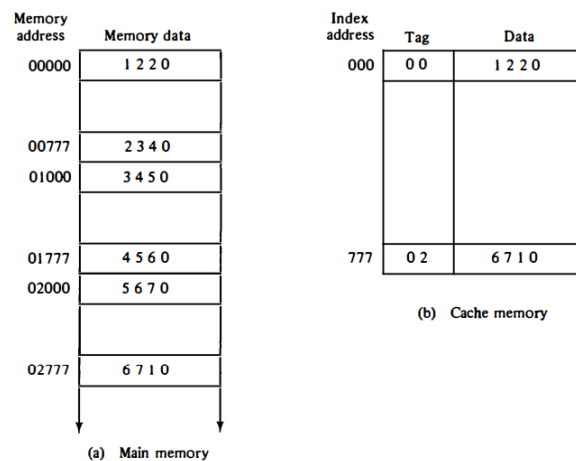 Memory address Memory data
00000 1 2 2 0
00777 2 3 4 0
01000 3 4 5 0
01777 4 5 6 0
02000 5 6 7 0
02777 6 7 1 0
(a) Main memory
Index address Tag Data
000 0 0 1 2 2 0
777 0 2 6 7 1 0
(b) Cache memory